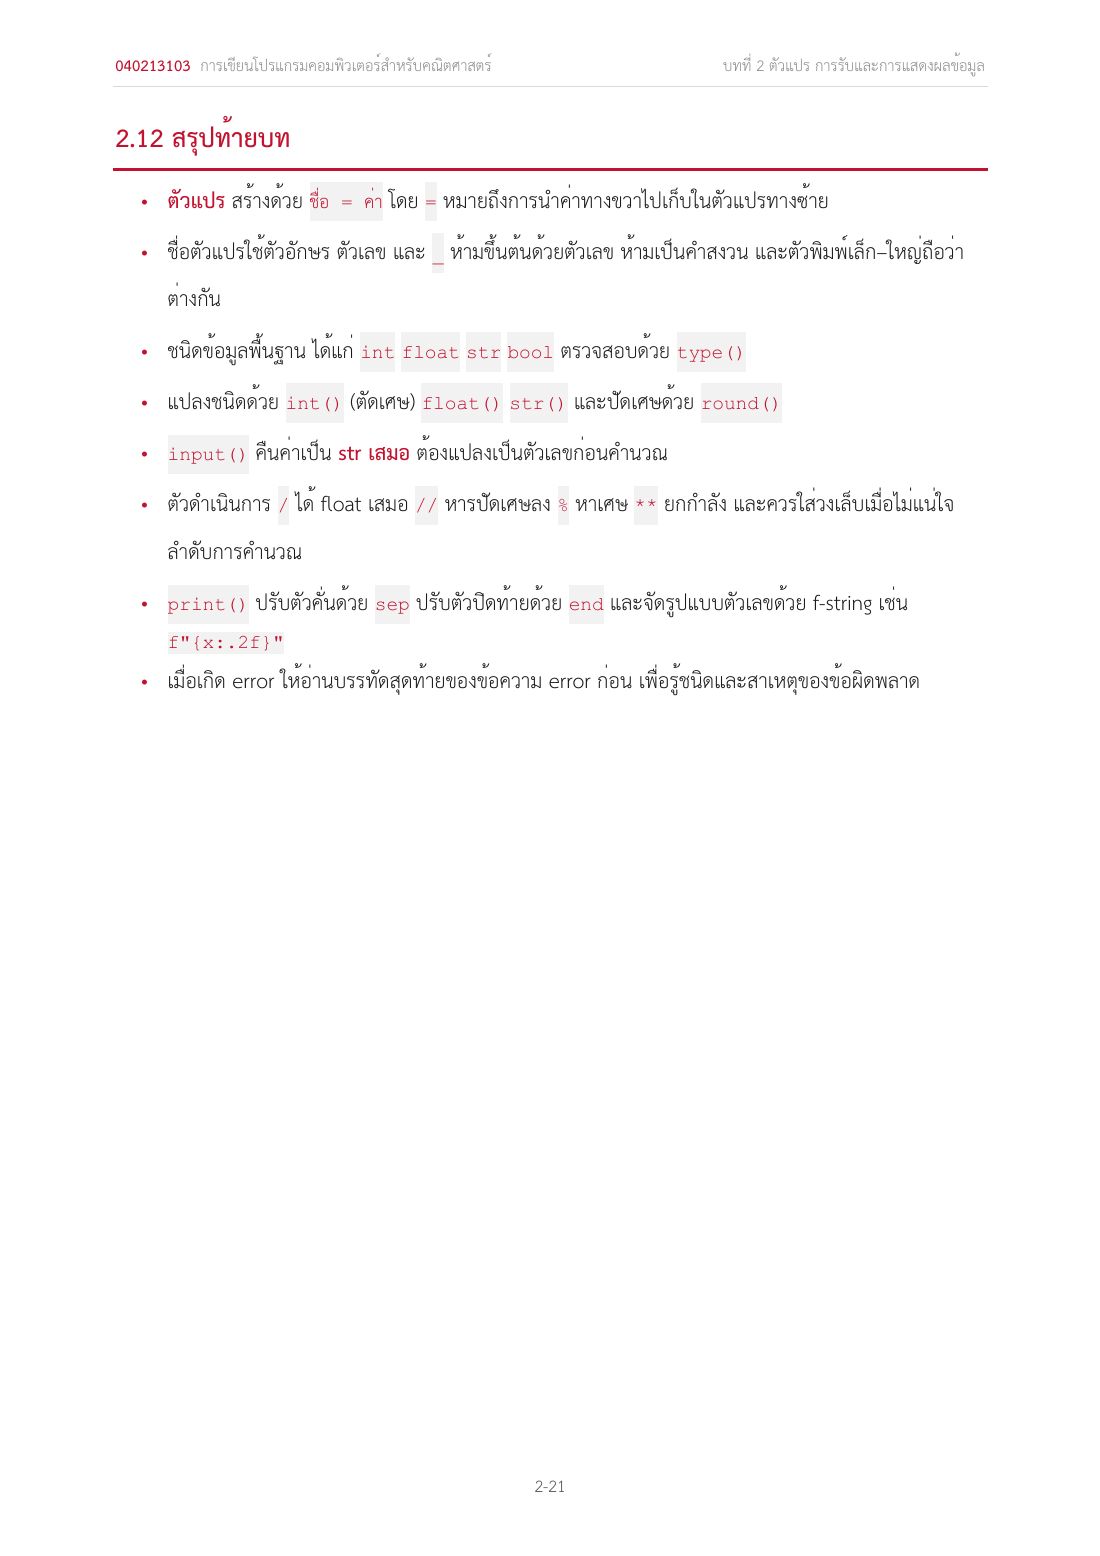 040213103 การเขียนโปรแกรมคอมพิวเตอร์สำหรับคณิตศาสตร์ บทที่ 2 ตัวแปร การรับและการแสดงผลข้อมูล
2.12 สรุปท้ายบท
• ตัวแปร สร้างด้วย ชื่อ = ค่า โดย = หมายถึงการนำค่าทางขวาไปเก็บในตัวแปรทางซ้าย
• ชื่อตัวแปรใช้ตัวอักษร ตัวเลข และ _ ห้ามขึ้นต้นด้วยตัวเลข ห้ามเป็นคำสงวน และตัวพิมพ์เล็ก–ใหญ่ถือว่า
ต่างกัน
• ชนิดข้อมูลพื้นฐาน ได้แก่ int float str bool ตรวจสอบด้วย type()
• แปลงชนิดด้วย int() (ตัดเศษ) float() str() และปัดเศษด้วย round()
• input() คืนค่าเป็น str เสมอ ต้องแปลงเป็นตัวเลขก่อนคำนวณ
• ตัวดำเนินการ / ได้ float เสมอ // หารปัดเศษลง % หาเศษ ** ยกกำลัง และควรใส่วงเล็บเมื่อไม่แน่ใจ
ลำดับการคำนวณ
• print() ปรับตัวคั่นด้วย sep ปรับตัวปิดท้ายด้วย end และจัดรูปแบบตัวเลขด้วย f-string เช่น
f"{x:.2f}"
• เมื่อเกิด error ให้อ่านบรรทัดสุดท้ายของข้อความ error ก่อน เพื่อรู้ชนิดและสาเหตุของข้อผิดพลาด
2-21